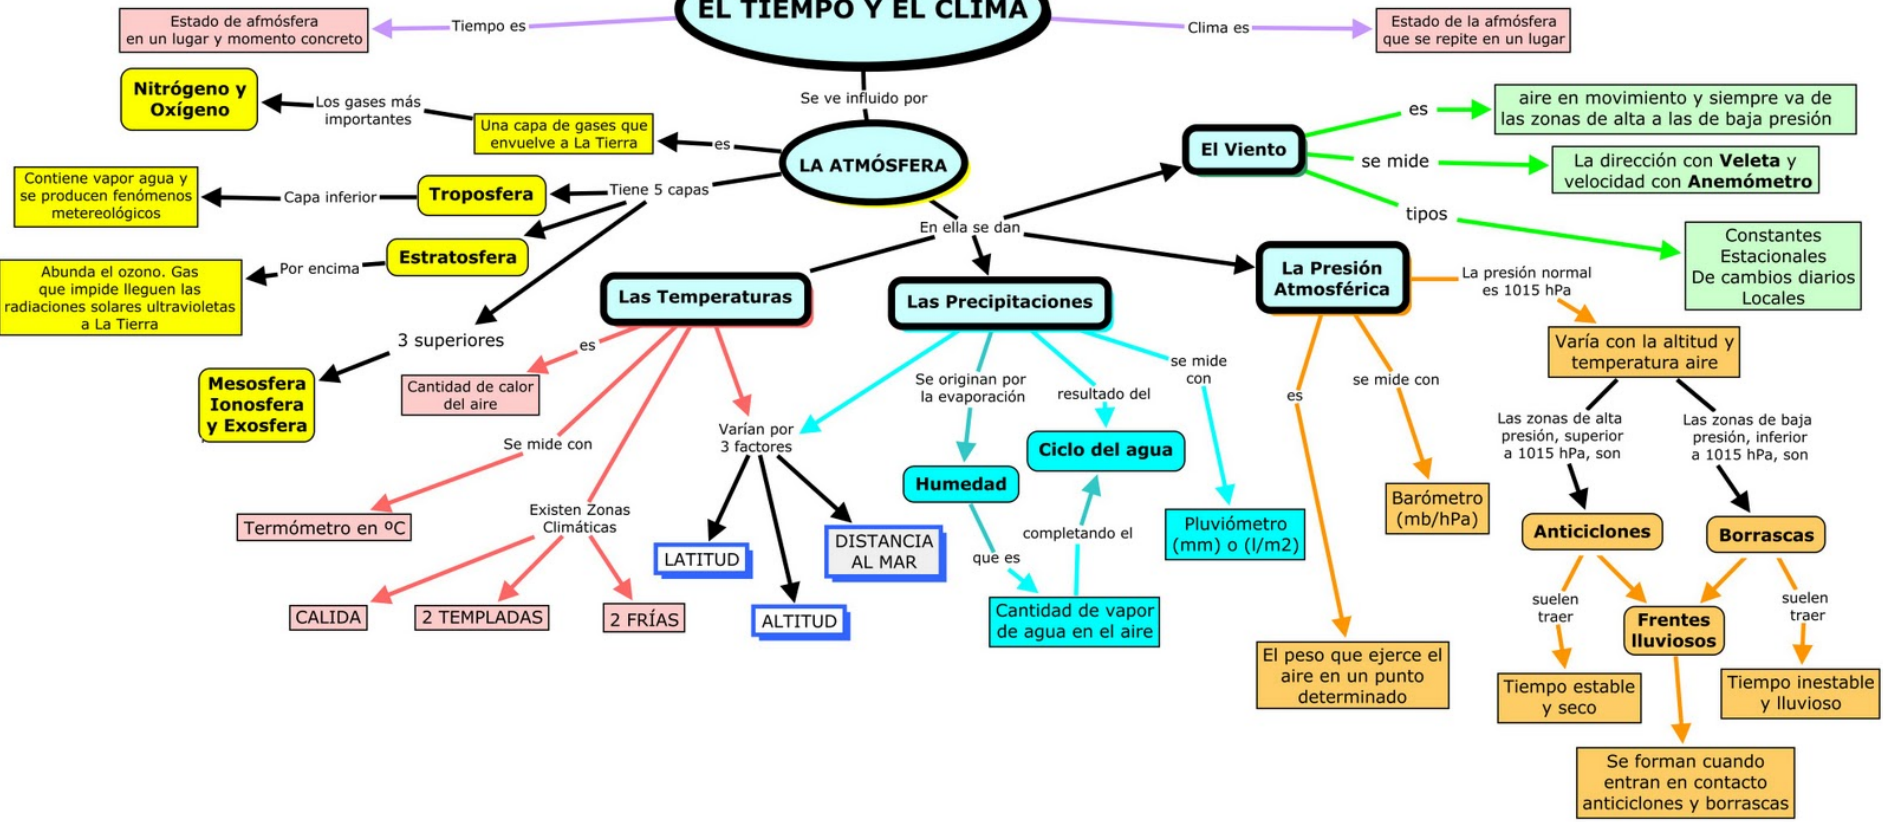 EL TIEMPO Y EL CLIMA
Tiempo es
Estado de afmósfera
en un lugar y momento concreto
Clima es
Estado de la afmósfera
que se repite en un lugar
Se ve influido por
LA ATMÓSFERA
es
Una capa de gases que
envuelve a La Tierra
Los gases más
importantes
Nitrógeno y
Oxígeno
Tiene 5 capas
Troposfera
Capa inferior
Contiene vapor agua y
se producen fenómenos
metereológicos
Estratosfera
Por encima
Abunda el ozono. Gas
que impide lleguen las
radiaciones solares ultravioletas
a La Tierra
3 superiores
Mesosfera
Ionosfera
y Exosfera
En ella se dan
Las Temperaturas
es
Cantidad de calor
del aire
Se mide con
Termómetro en ºC
Existen Zonas
Climáticas
CALIDA
2 TEMPLADAS
2 FRÍAS
Varían por
3 factores
LATITUD
ALTITUD
DISTANCIA
AL MAR
Las Precipitaciones
Se originan por
la evaporación
Humedad
que es
Cantidad de vapor
de agua en el aire
completando el
resultado del
Ciclo del agua
se mide
con
Pluviómetro
(mm) o (l/m2)
El Viento
es
aire en movimiento y siempre va de
las zonas de alta a las de baja presión
se mide
La dirección con Veleta y
velocidad con Anemómetro
tipos
Constantes
Estacionales
De cambios diarios
Locales
La Presión
Atmosférica
es
El peso que ejerce el
aire en un punto
determinado
se mide con
Barómetro
(mb/hPa)
La presión normal
es 1015 hPa
Varía con la altitud y
temperatura aire
Las zonas de alta
presión, superior
a 1015 hPa, son
Anticiclones
suelen
traer
Tiempo estable
y seco
Las zonas de baja
presión, inferior
a 1015 hPa, son
Borrascas
suelen
traer
Tiempo inestable
y lluvioso
Frentes
lluviosos
Se forman cuando
entran en contacto
anticiclones y borrascas